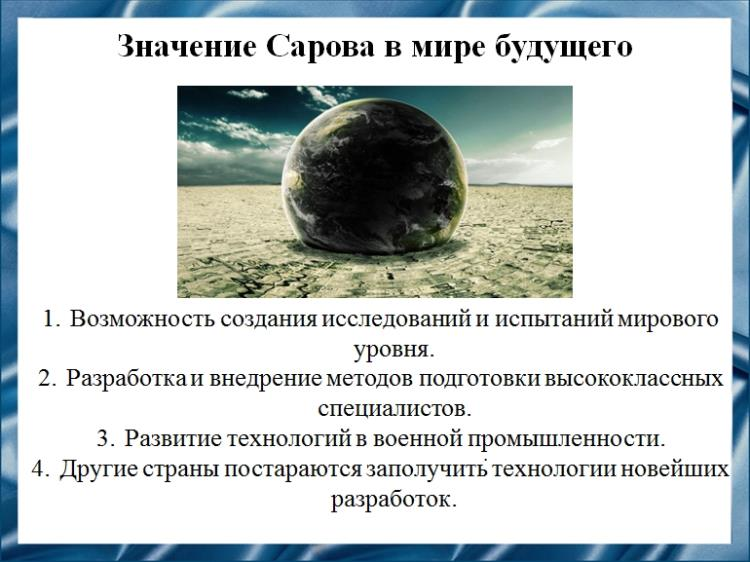 Значение Сарова в мире будущего
1. Возможность создания исследований и испытаний мирового
уровня.
2. Разработка и внедрение методов подготовки высококлассных
специалистов.
3. Развитие технологий в военной промышленности.
4. Другие страны постараются заполучить технологии новейших
разработок.